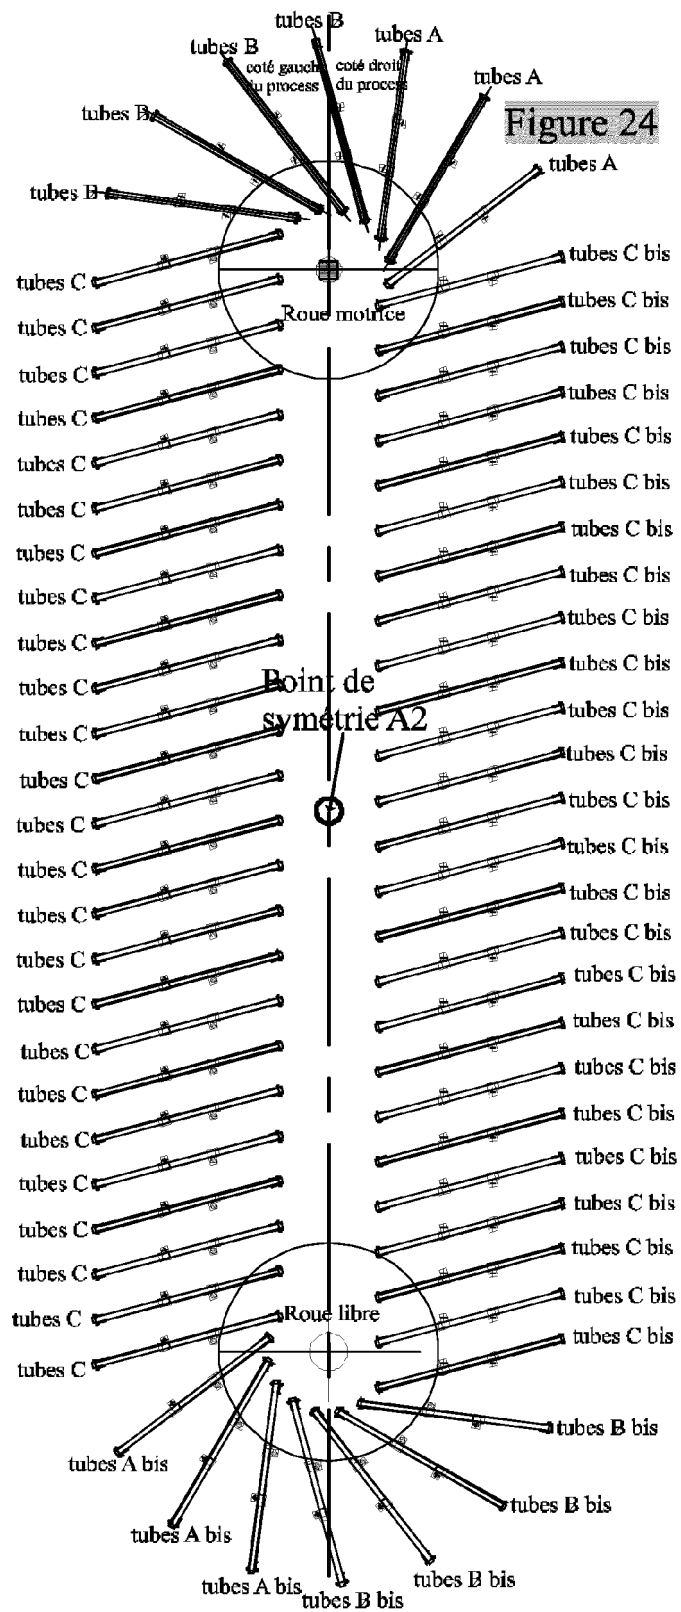 tubes B
tubes A
tubes B
coté gauche
du process
coté droit
du process
tubes A
Figure 24
tubes B
tubes A
tubes B
tubes C bis
tubes C
Roue motrice
tubes C bis
tubes C
tubes C bis
tubes C
tubes C bis
tubes C
tubes C bis
tubes C
tubes C bis
tubes C
tubes C bis
tubes C
tubes C bis
tubes C
tubes C bis
tubes C
tubes C bis
tubes C
Point de
symétrie A2
tubes C bis
tubes C
tubes C bis
tubes C
tubes C bis
tubes C
tubes C bis
tubes C
tubes C bis
tubes C
tubes C bis
tubes C
tubes C bis
tubes C
tubes C bis
tubes C
tubes C bis
tubes C
tubes C bis
tubes C
tubes C bis
tubes C
tubes C bis
tubes C
tubes C bis
tubes C
tubes C bis
tubes C
tubes C bis
Roue libre
tubes C
tubes C bis
tubes C
tubes B bis
tubes A bis
tubes B bis
tubes A bis
tubes B bis
tubes A bis
tubes B bis